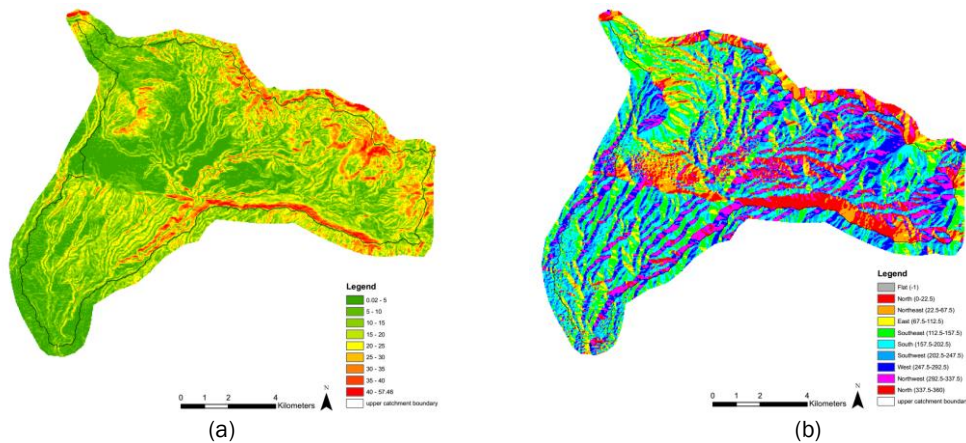 Legend
0.02 - 5
5 - 10
10 - 15
15 - 20
20 - 25
25 - 30
30 - 35
35 - 40
40 - 57.48
upper catchment boundary
N
0 1 2 4
Kilometers
(a)
Legend
Flat (-1)
North (0-22.5)
Northeast (22.5-67.5)
East (67.5-112.5)
Southeast (112.5-157.5)
South (157.5-202.5)
Southwest (202.5-247.5)
West (247.5-292.5)
Northwest (292.5-337.5)
North (337.5-360)
upper catchment boundary
N
0 1 2 4
Kilometers
(b)